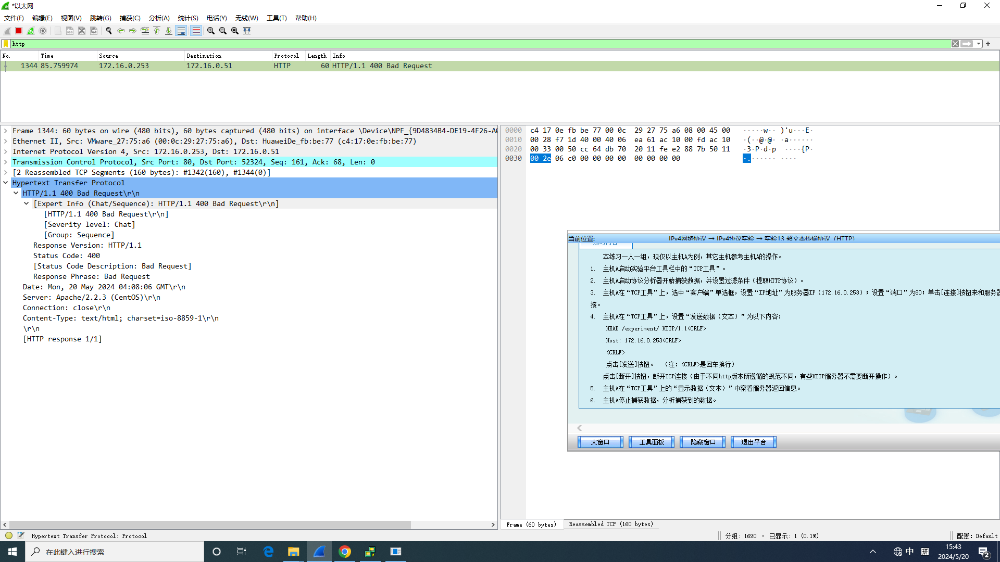 *以太网
文件(F) 编辑(E) 视图(V) 跳转(G) 捕获(C) 分析(A) 统计(S) 电话(Y) 无线(W) 工具(T) 帮助(H)
http
No. Time Source Destination Protocol Length Info
1344 85.759974 172.16.0.253 172.16.0.51 HTTP 60 HTTP/1.1 400 Bad Request
Frame 1344: 60 bytes on wire (480 bits), 60 bytes captured (480 bits) on interface \Device\NPF_{9D4834B4-DE19-4F26-A
Ethernet II, Src: VMware_27:75:a6 (00:0c:29:27:75:a6), Dst: HuaweiDe_fb:be:77 (c4:17:0e:fb:be:77)
Internet Protocol Version 4, Src: 172.16.0.253, Dst: 172.16.0.51
Transmission Control Protocol, Src Port: 80, Dst Port: 52324, Seq: 161, Ack: 68, Len: 0
[2 Reassembled TCP Segments (160 bytes): #1342(160), #1344(0)]
Hypertext Transfer Protocol
HTTP/1.1 400 Bad Request\r\n
[Expert Info (Chat/Sequence): HTTP/1.1 400 Bad Request\r\n]
[HTTP/1.1 400 Bad Request\r\n]
[Severity level: Chat]
[Group: Sequence]
Response Version: HTTP/1.1
Status Code: 400
[Status Code Description: Bad Request]
Response Phrase: Bad Request
Date: Mon, 20 May 2024 04:08:06 GMT\r\n
Server: Apache/2.2.3 (CentOS)\r\n
Connection: close\r\n
Content-Type: text/html; charset=iso-8859-1\r\n
\r\n
[HTTP response 1/1]
0000 c4 17 0e fb be 77 00 0c 29 27 75 a6 08 00 45 00 ·····w·· )'u···E·
0010 00 28 f7 1d 40 00 40 06 ea 61 ac 10 00 fd ac 10 ·(··@·@· ·a······
0020 00 33 00 50 cc 64 db 70 20 11 fe e2 88 7b 50 11 ·3·P·d·p ····{P·
0030 00 2e 06 c0 00 00 00 00 00 00 00 00 ·.······ ····
当前位置: IPv4网络协议 → IPv4协议实验 → 实验13 超文本传输协议（HTTP）
练习内容
本练习一人一组，现仅以主机A为例，其它主机参考主机A的操作。
1. 主机A启动实验平台工具栏中的“TCP工具”。
2. 主机A启动协议分析器开始捕获数据，并设置过滤条件（提取HTTP协议）。
3. 主机A在“TCP工具”上，选中“客户端”单选框，设置“IP地址”为服务器IP（172.16.0.253）；设置“端口”为80；单击[连接]按钮来和服务器
接。
4. 主机A在“TCP工具”上，设置“发送数据（文本）”为以下内容：
HEAD /experiment/ HTTP/1.1<CRLF>
Host: 172.16.0.253<CRLF>
<CRLF>
点击[发送]按钮。 （注：<CRLF>是回车换行）
点击[断开]按钮，断开TCP连接（由于不同http版本所遵循的规范不同，有些HTTP服务器不需要断开操作）。
5. 主机A在“TCP工具”上的“显示数据（文本）”中察看服务器返回信息。
6. 主机A停止捕获数据，分析捕获到的数据。
大窗口 工具面板 隐藏窗口 退出平台
Frame (60 bytes) Reassembled TCP (160 bytes)
Hypertext Transfer Protocol: Protocol 分组: 1690 · 已显示: 1 (0.1%) 配置: Default
在此键入进行搜索
中 拼
15:43
2024/5/20
2